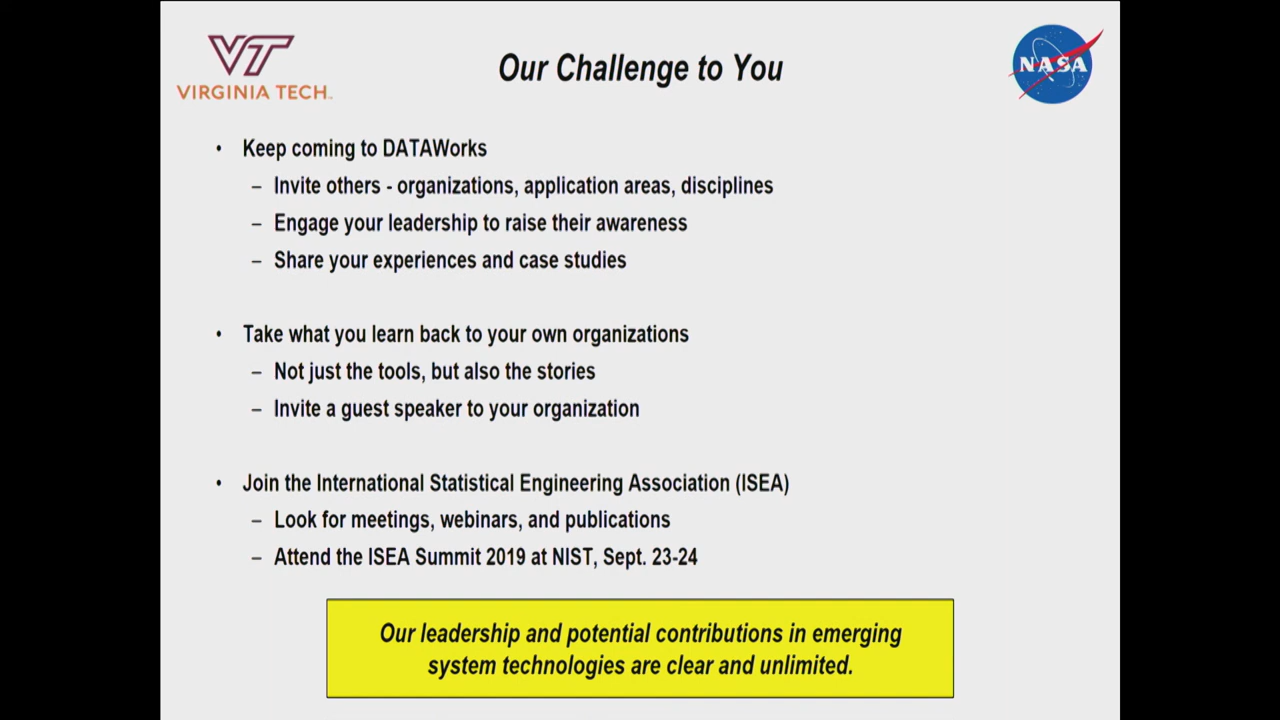 VT
VIRGINIA TECH™
Our Challenge to You
NASA
• Keep coming to DATAWorks
– Invite others - organizations, application areas, disciplines
– Engage your leadership to raise their awareness
– Share your experiences and case studies
• Take what you learn back to your own organizations
– Not just the tools, but also the stories
– Invite a guest speaker to your organization
• Join the International Statistical Engineering Association (ISEA)
– Look for meetings, webinars, and publications
– Attend the ISEA Summit 2019 at NIST, Sept. 23-24
Our leadership and potential contributions in emerging
system technologies are clear and unlimited.